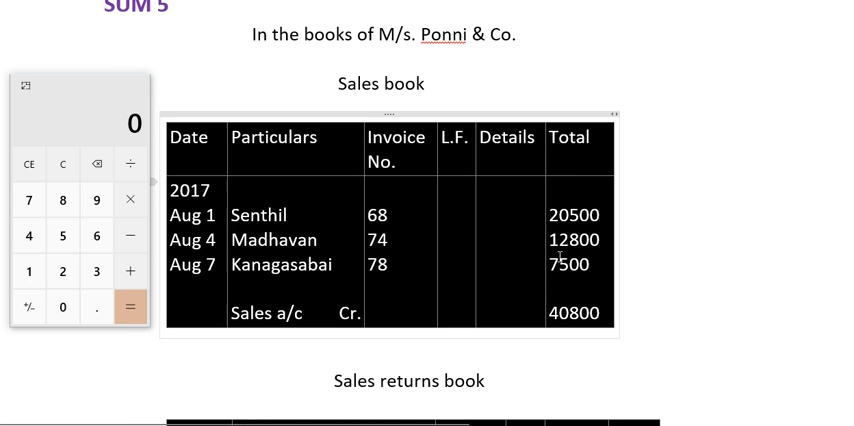 SUM 5
In the books of M/s. Ponni & Co.
Sales book
0
CE C ÷
7 8 9 ×
4 5 6 −
1 2 3 +
+/− 0 . =
Date Particulars Invoice No. L.F. Details Total
2017
Aug 1 Senthil 68 20500
Aug 4 Madhavan 74 12800
Aug 7 Kanagasabai 78 7500
Sales a/c Cr. 40800
Sales returns book